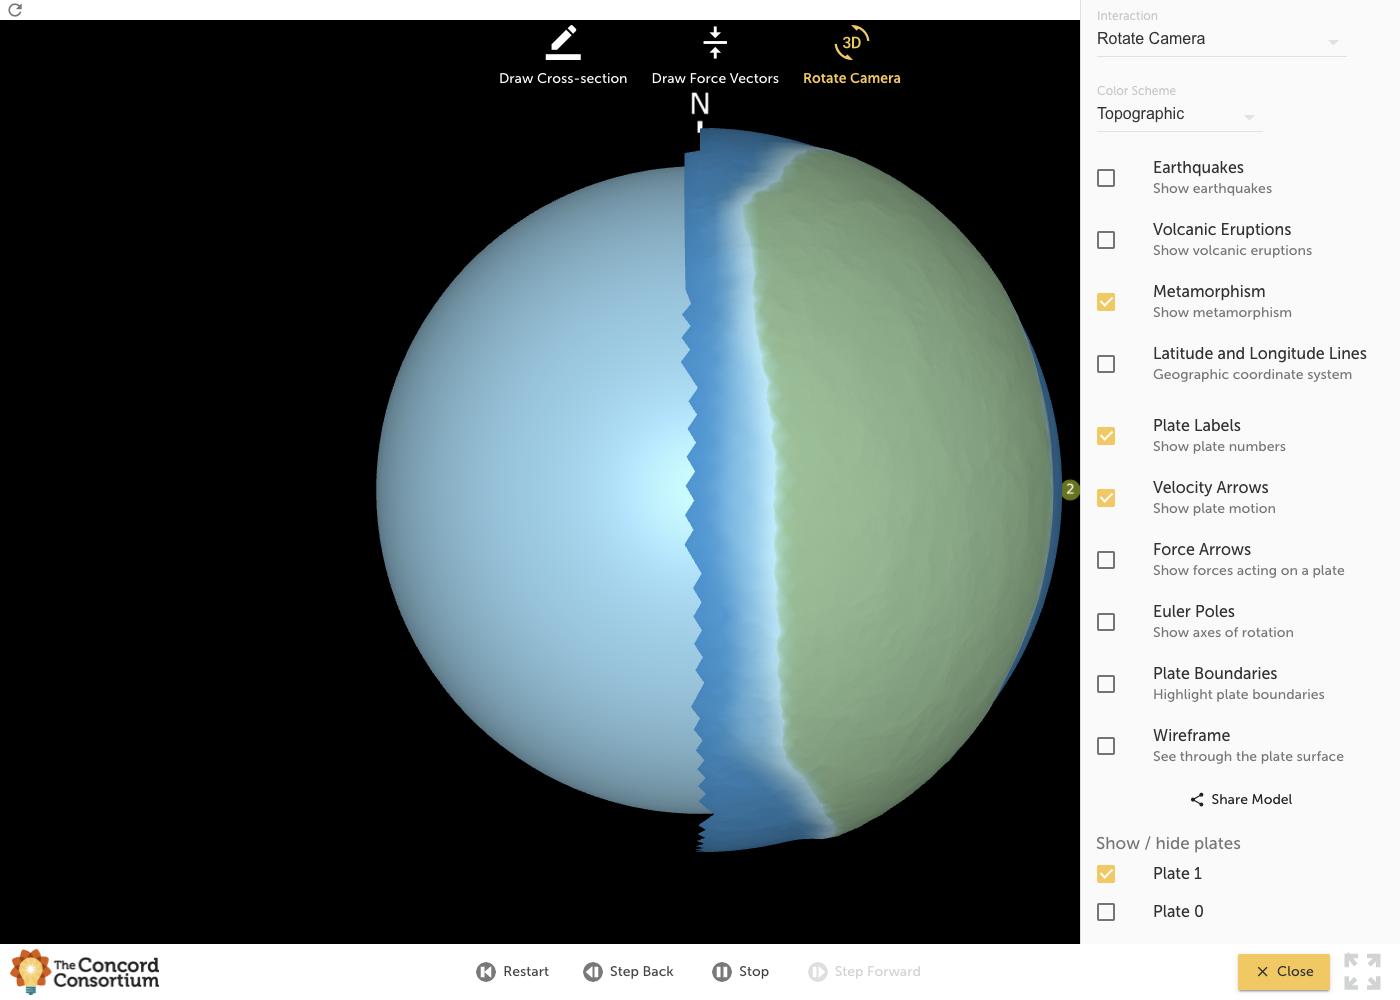 Draw Cross-section
Draw Force Vectors
3D
Rotate Camera
N
2
Interaction
Rotate Camera
Color Scheme
Topographic
Earthquakes
Show earthquakes
Volcanic Eruptions
Show volcanic eruptions
Metamorphism
Show metamorphism
Latitude and Longitude Lines
Geographic coordinate system
Plate Labels
Show plate numbers
Velocity Arrows
Show plate motion
Force Arrows
Show forces acting on a plate
Euler Poles
Show axes of rotation
Plate Boundaries
Highlight plate boundaries
Wireframe
See through the plate surface
Share Model
Show / hide plates
Plate 1
Plate 0
The Concord
Consortium
Restart
Step Back
Stop
Step Forward
Close